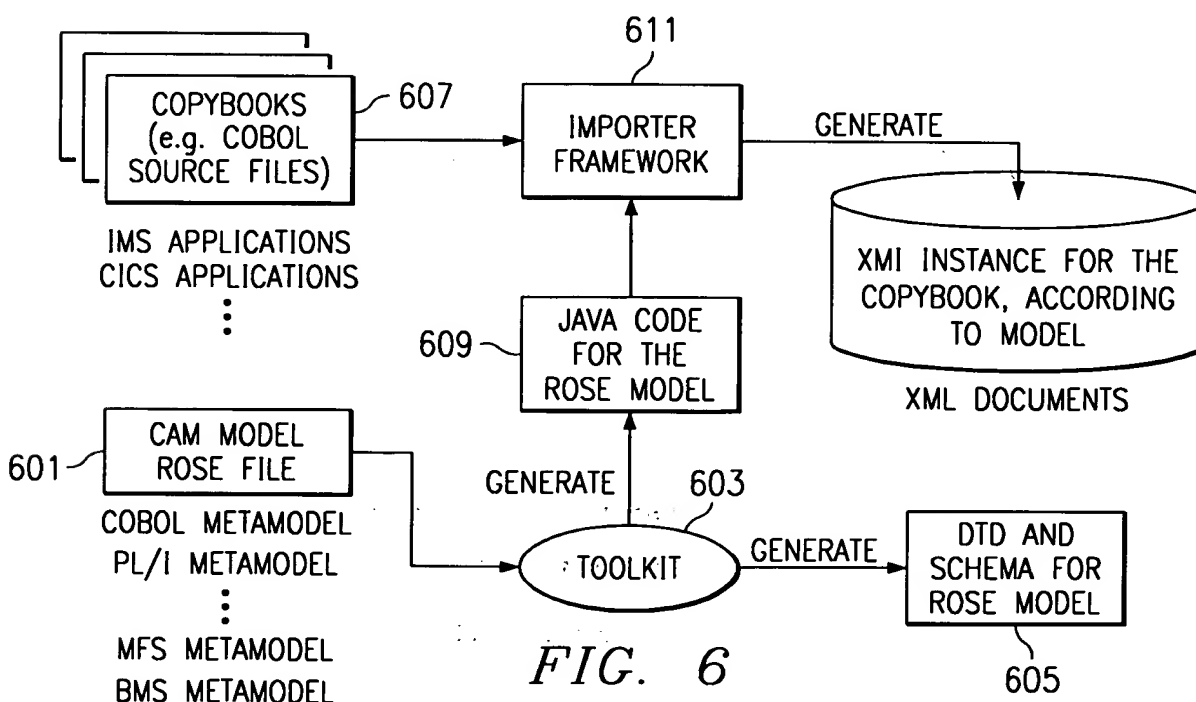 611
COPYBOOKS
(e.g. COBOL
SOURCE FILES)
607
IMPORTER
FRAMEWORK
GENERATE
IMS APPLICATIONS
CICS APPLICATIONS
XMI INSTANCE FOR THE
COPYBOOK, ACCORDING
TO MODEL
XML DOCUMENTS
609
JAVA CODE
FOR THE
ROSE MODEL
601
CAM MODEL
ROSE FILE
COBOL METAMODEL
PL/I METAMODEL
MFS METAMODEL
BMS METAMODEL
GENERATE
603
TOOLKIT
GENERATE
DTD AND
SCHEMA FOR
ROSE MODEL
605
FIG. 6